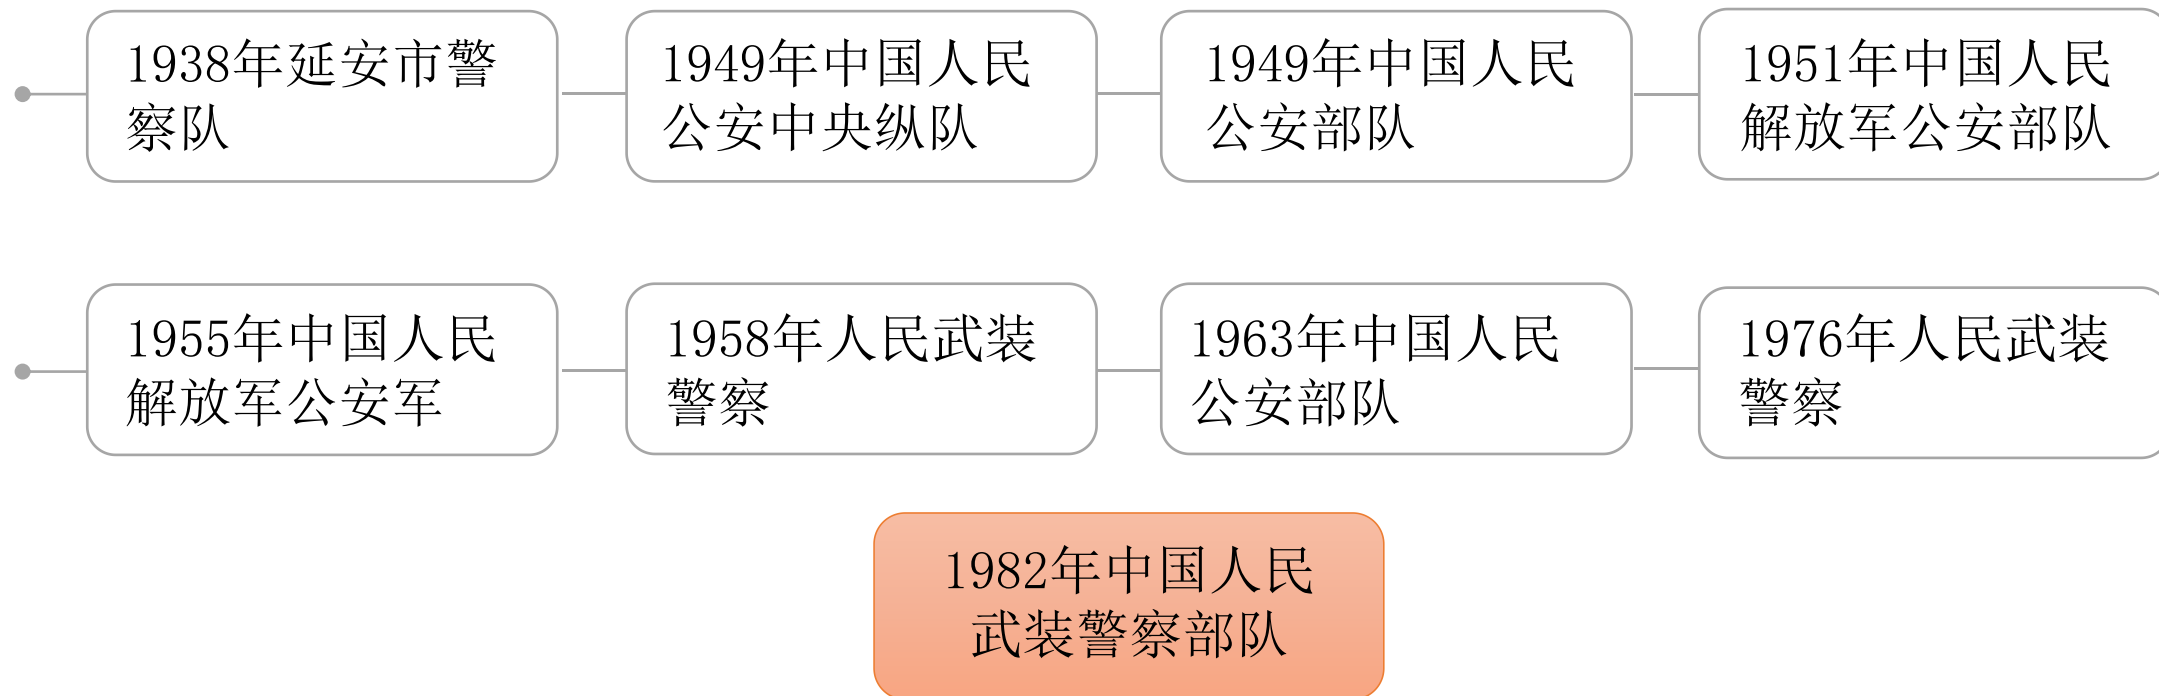 1938年延安市警
察队
1949年中国人民
公安中央纵队
1949年中国人民
公安部队
1951年中国人民
解放军公安部队
1955年中国人民
解放军公安军
1958年人民武装
警察
1963年中国人民
公安部队
1976年人民武装
警察
1982年中国人民
武装警察部队